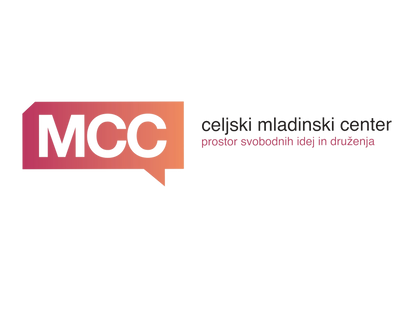 MCC
celjski mladinski center
prostor svobodnih idej in druženja